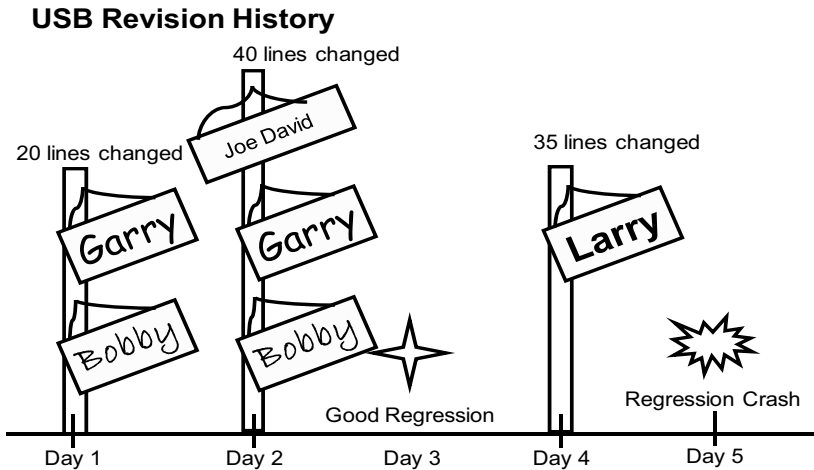 USB Revision History
40 lines changed
Joe David
20 lines changed
35 lines changed
Garry
Garry
Larry
Bobby
Bobby
Good Regression
Regression Crash
Day 1
Day 2
Day 3
Day 4
Day 5